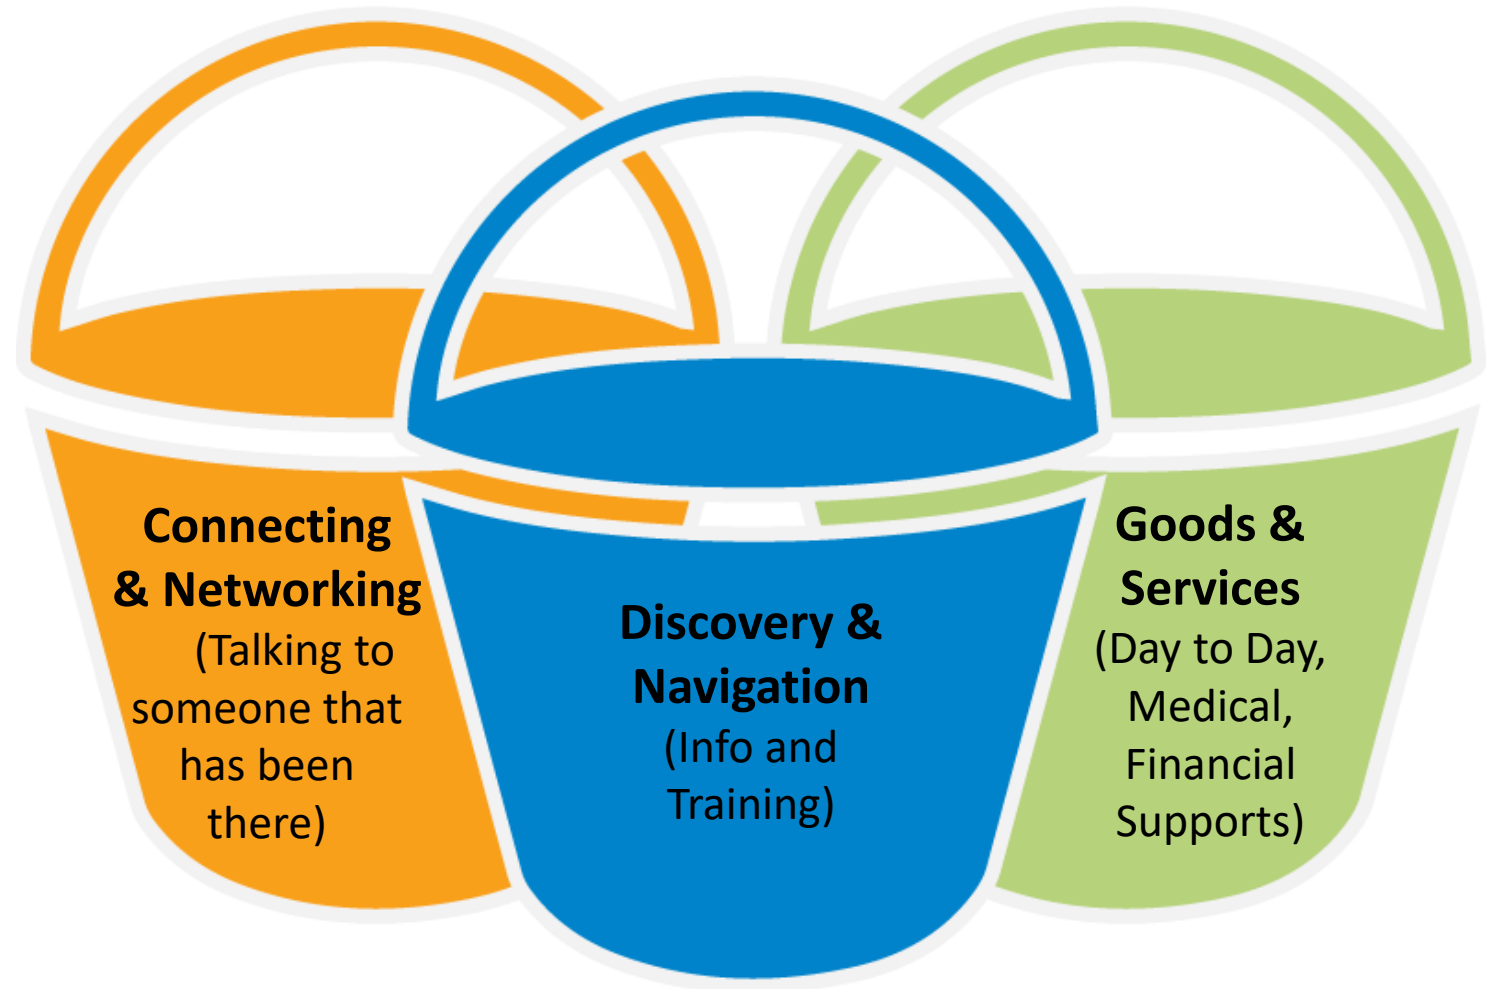 Connecting
& Networking
(Talking to
someone that
has been
there)
Discovery &
Navigation
(Info and
Training)
Goods &
Services
(Day to Day,
Medical,
Financial
Supports)